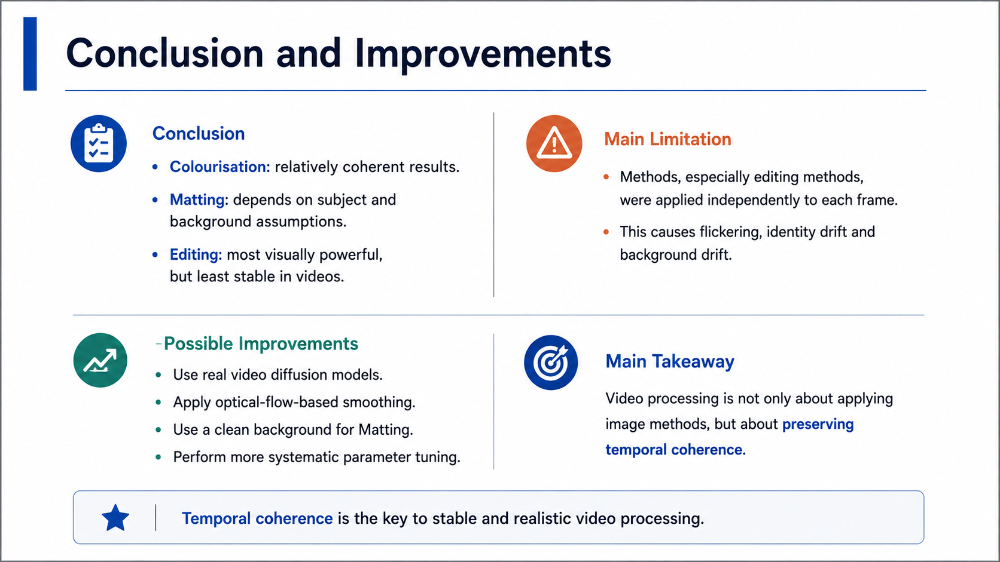 Conclusion and Improvements
Conclusion
• Colourisation: relatively coherent results.
• Matting: depends on subject and
background assumptions.
• Editing: most visually powerful,
but least stable in videos.
Main Limitation
• Methods, especially editing methods,
were applied independently to each frame.
• This causes flickering, identity drift and
background drift.
-Possible Improvements
• Use real video diffusion models.
• Apply optical-flow-based smoothing.
• Use a clean background for Matting.
• Perform more systematic parameter tuning.
Main Takeaway
Video processing is not only about applying
image methods, but about preserving
temporal coherence.
Temporal coherence is the key to stable and realistic video processing.